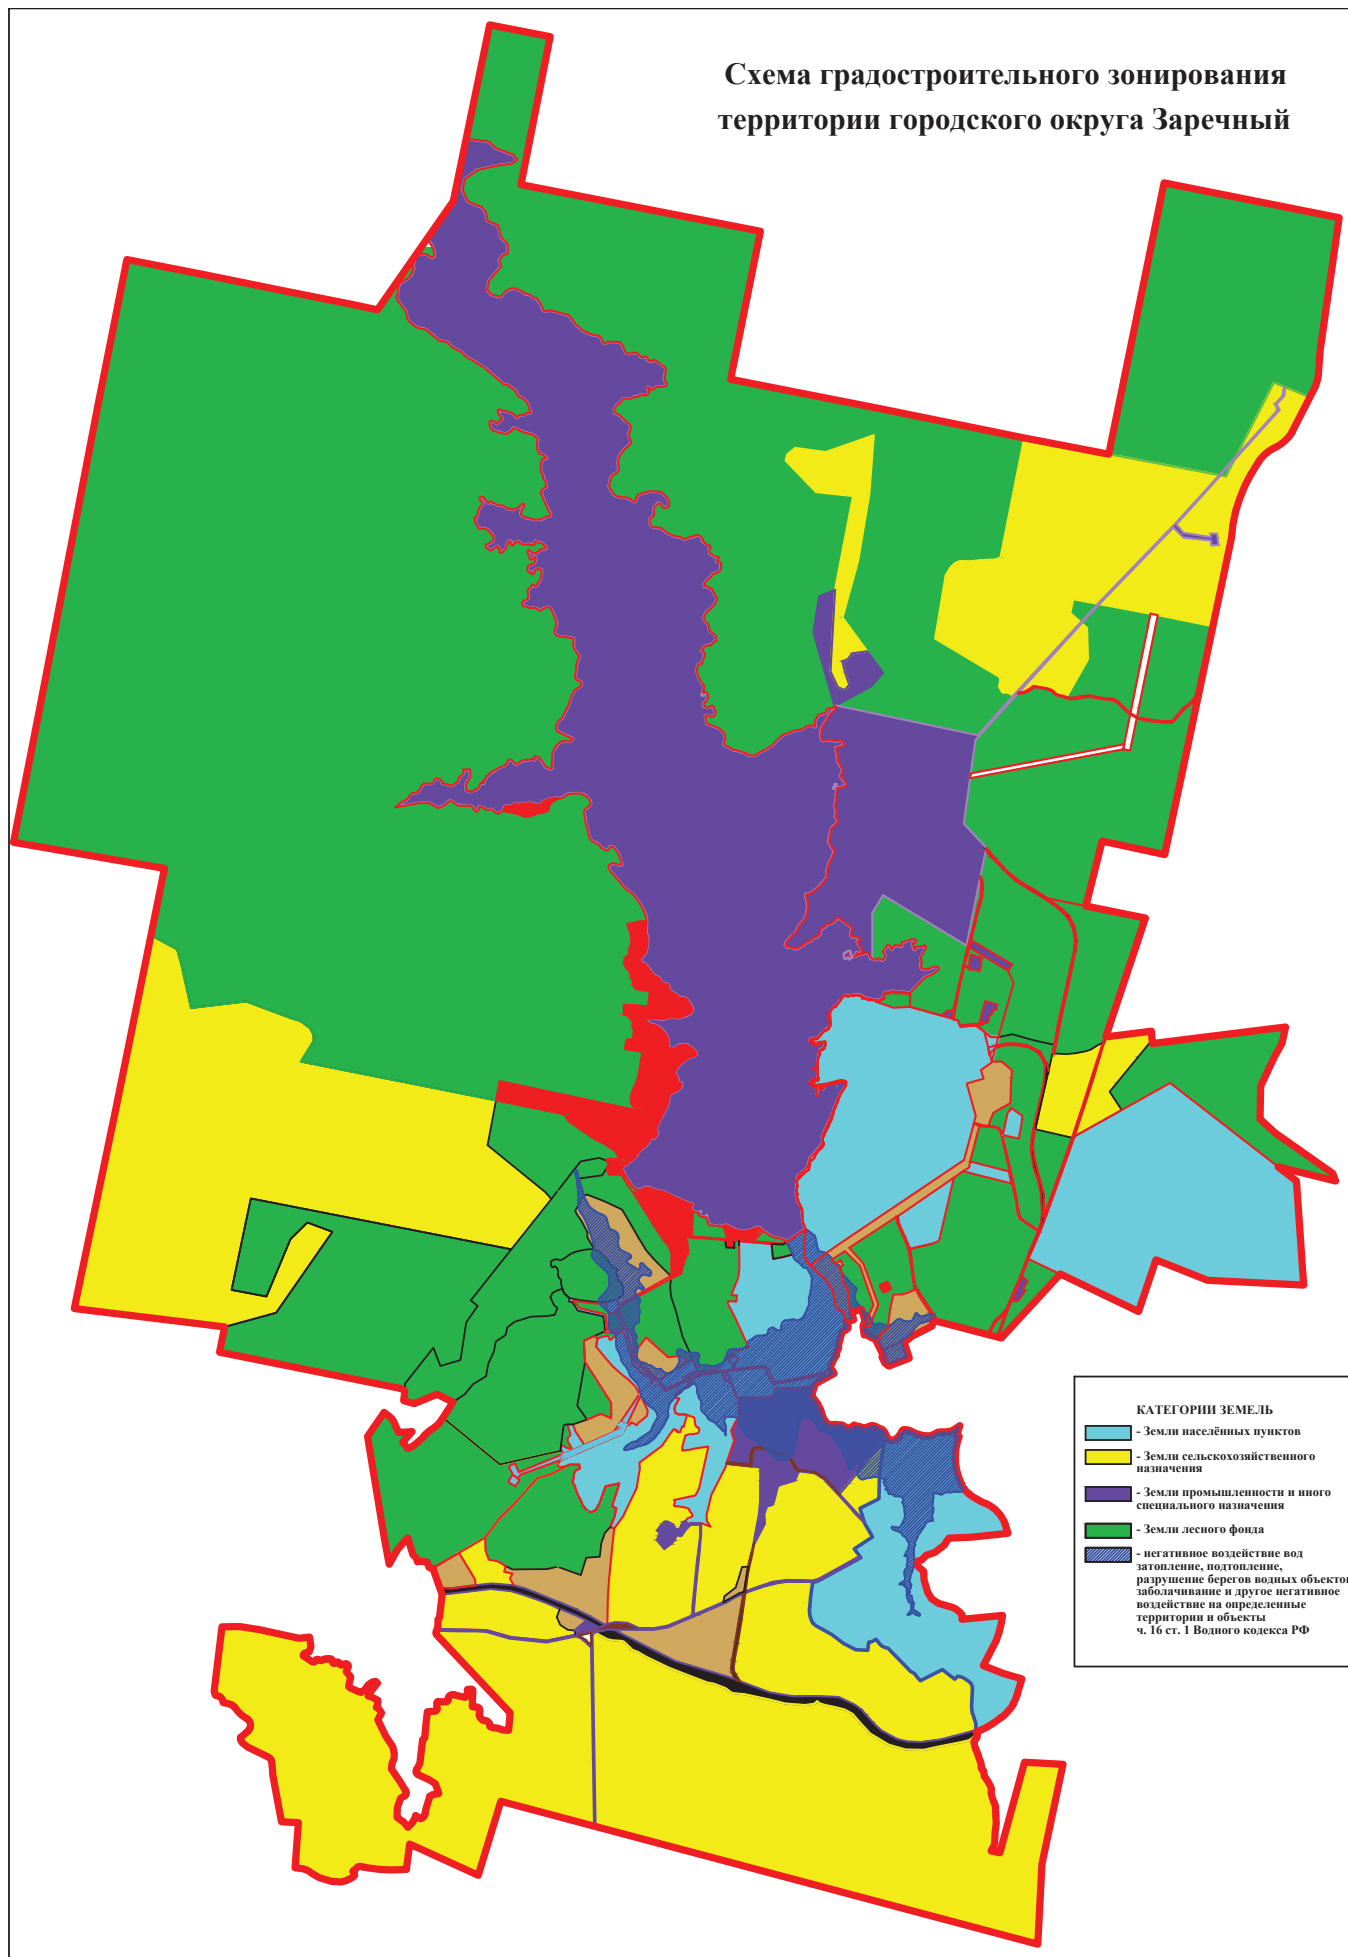 Схема градостроительного зонирования
территории городского округа Заречный
КАТЕГОРИИ ЗЕМЕЛЬ
- Земли населённых пунктов
- Земли сельскохозяйственного
назначения
- Земли промышленности и иного
специального назначения
- Земли лесного фонда
- негативное воздействие вод
затопление, подтопление,
разрушение берегов водных объектов
заболачивание и другое негативное
воздействие на определенные
территории и объекты
ч. 16 ст. 1 Водного кодекса РФ